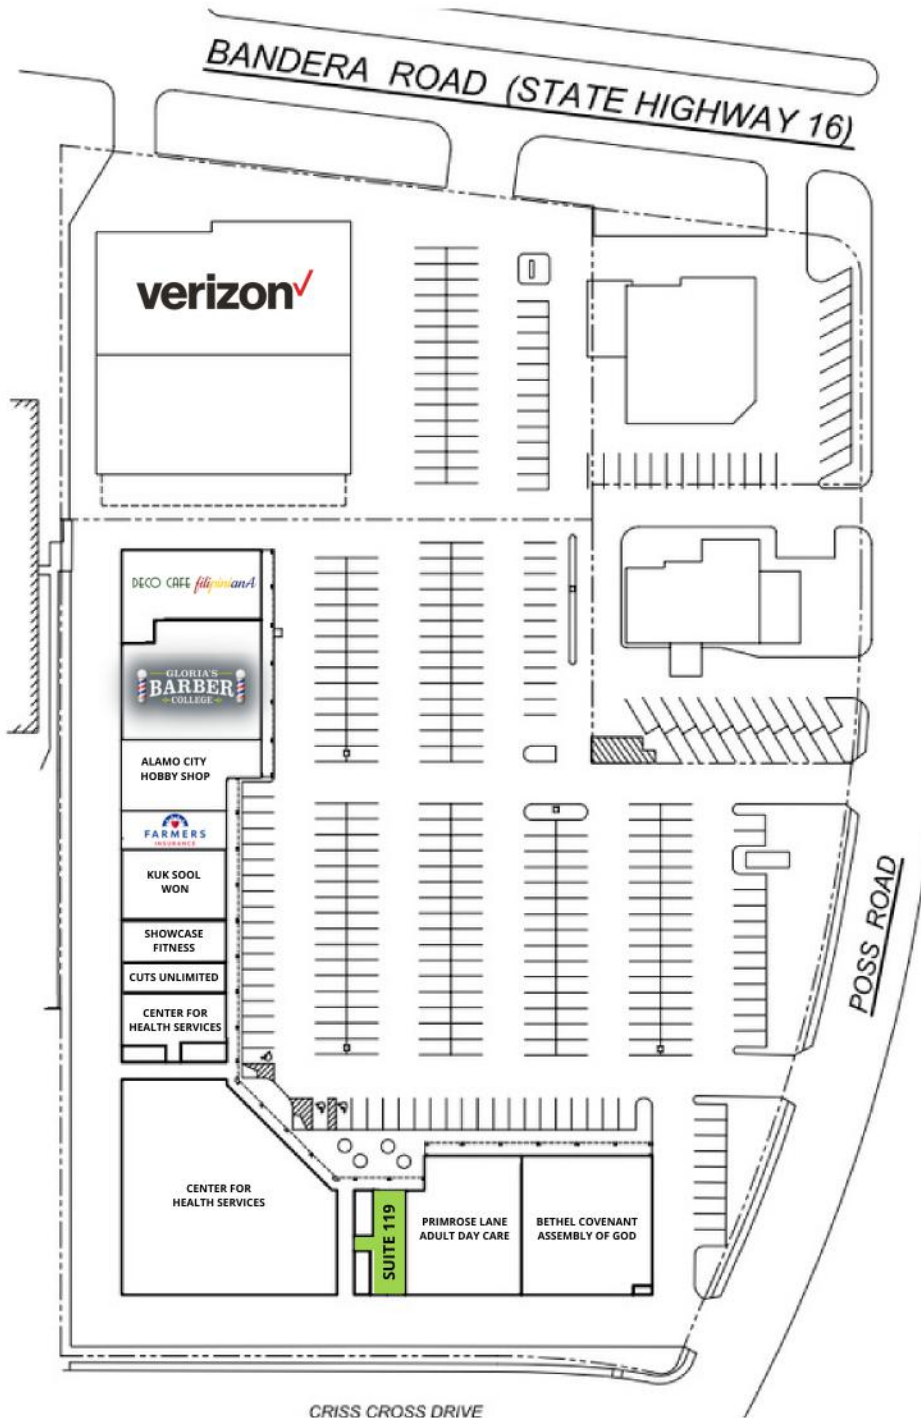 BANDERA ROAD (STATE HIGHWAY 16)
verizon
DECO CAFE filipiniana
GLORIA'S
BARBER
COLLEGE
ALAMO CITY
HOBBY SHOP
FARMERS
INSURANCE
KUK SOOL
WON
SHOWCASE
FITNESS
CUTS UNLIMITED
CENTER FOR
HEALTH SERVICES
POSS ROAD
CENTER FOR
HEALTH SERVICES
SUITE 119
PRIMROSE LANE
ADULT DAY CARE
BETHEL COVENANT
ASSEMBLY OF GOD
CRISS CROSS DRIVE